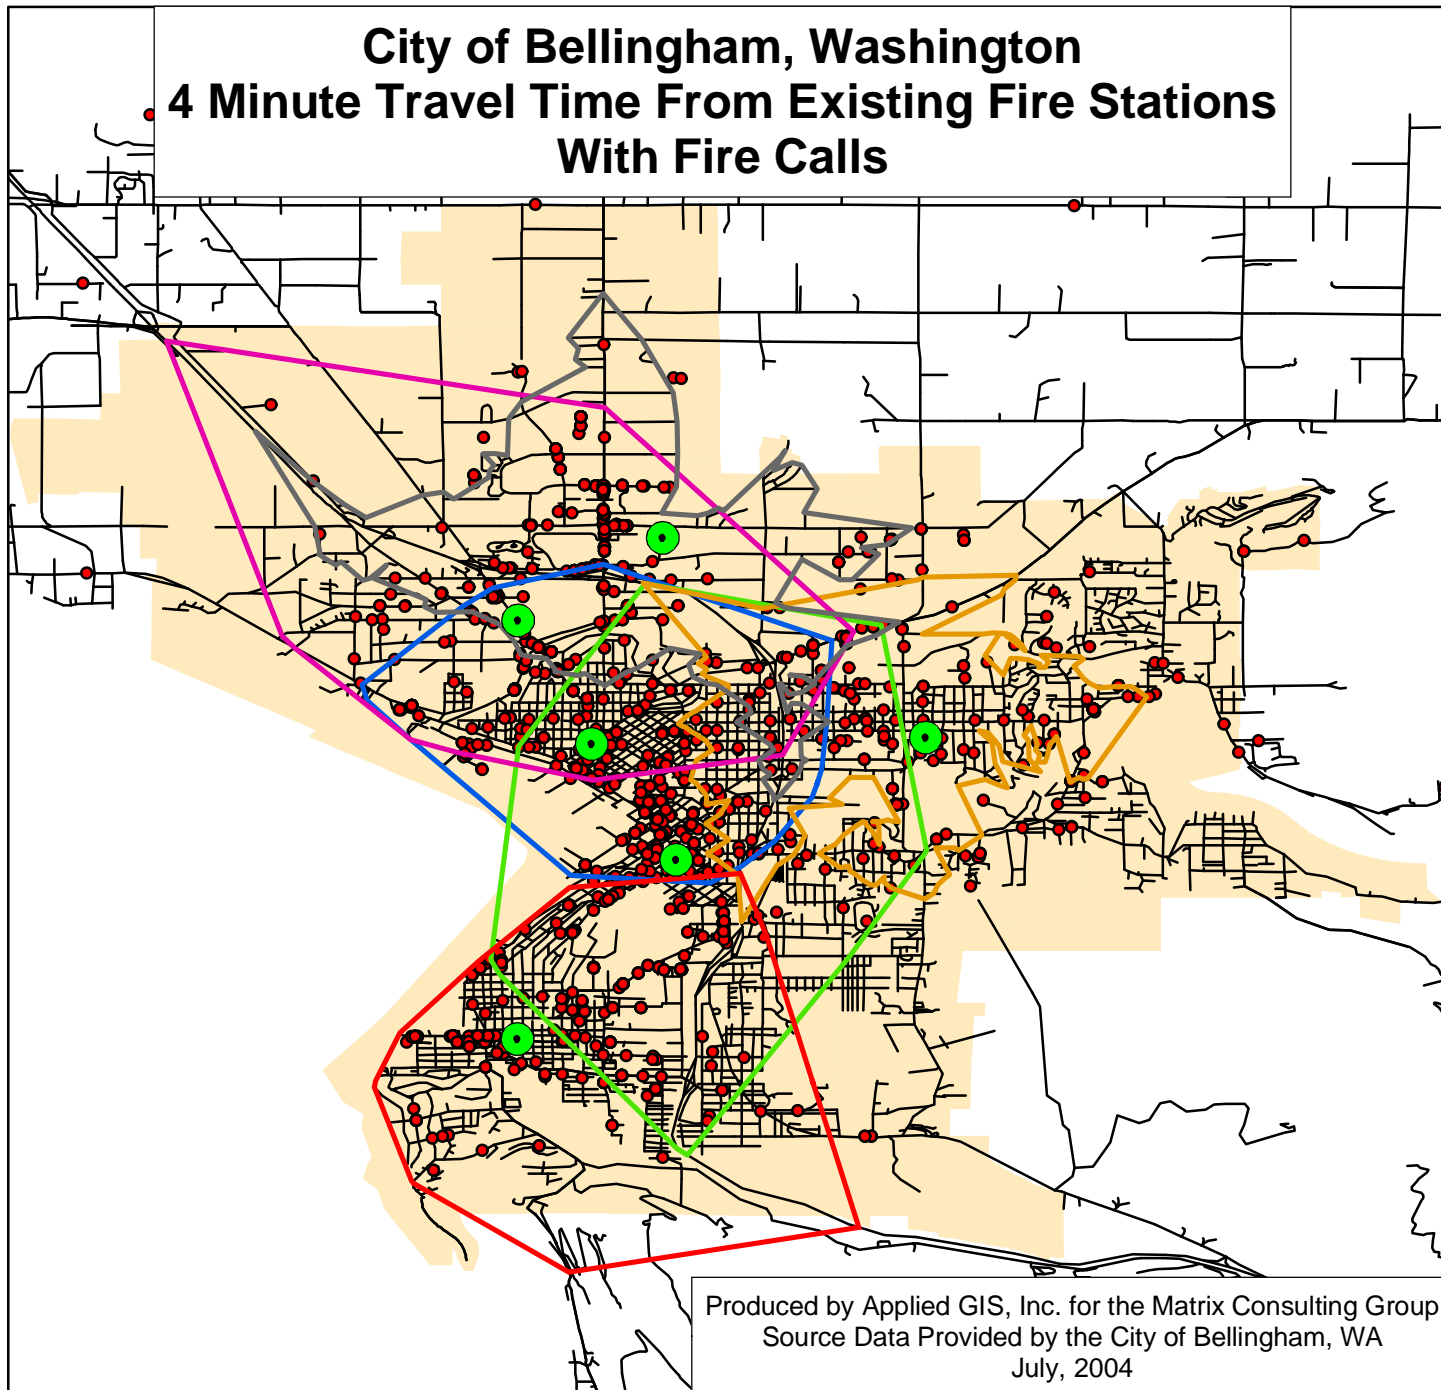 City of Bellingham, Washington
4 Minute Travel Time From Existing Fire Stations
With Fire Calls
Produced by Applied GIS, Inc. for the Matrix Consulting Group
Source Data Provided by the City of Bellingham, WA
July, 2004